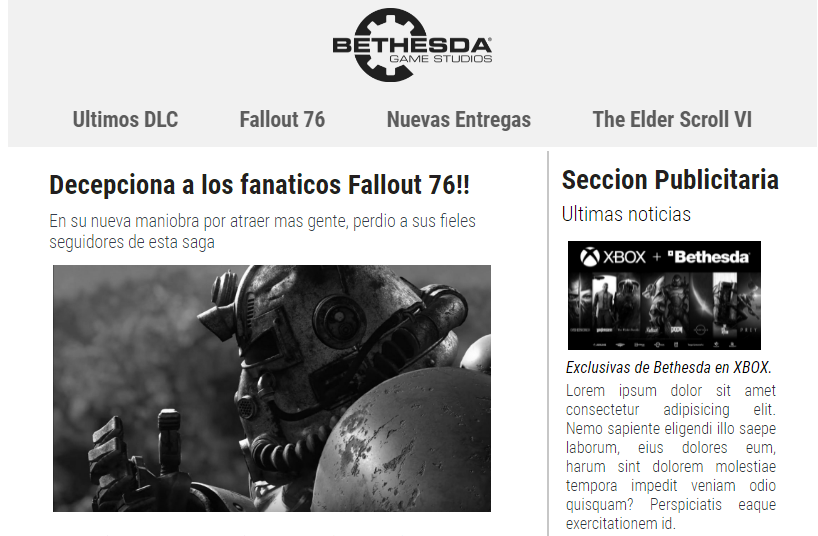 BETHESDA®
GAME STUDIOS
Ultimos DLC
Fallout 76
Nuevas Entregas
The Elder Scroll VI
Decepciona a los fanaticos Fallout 76!!
En su nueva maniobra por atraer mas gente, perdio a sus fieles
seguidores de esta saga
Seccion Publicitaria
Ultimas noticias
XBOX + Bethesda
Exclusivas de Bethesda en XBOX.
Lorem ipsum dolor sit amet
consectetur adipisicing elit.
Nemo sapiente eligendi illo saepe
laborum, eius dolores eum,
harum sint dolorem molestiae
tempora impedit veniam odio
quisquam? Perspiciatis eaque
exercitationem id.